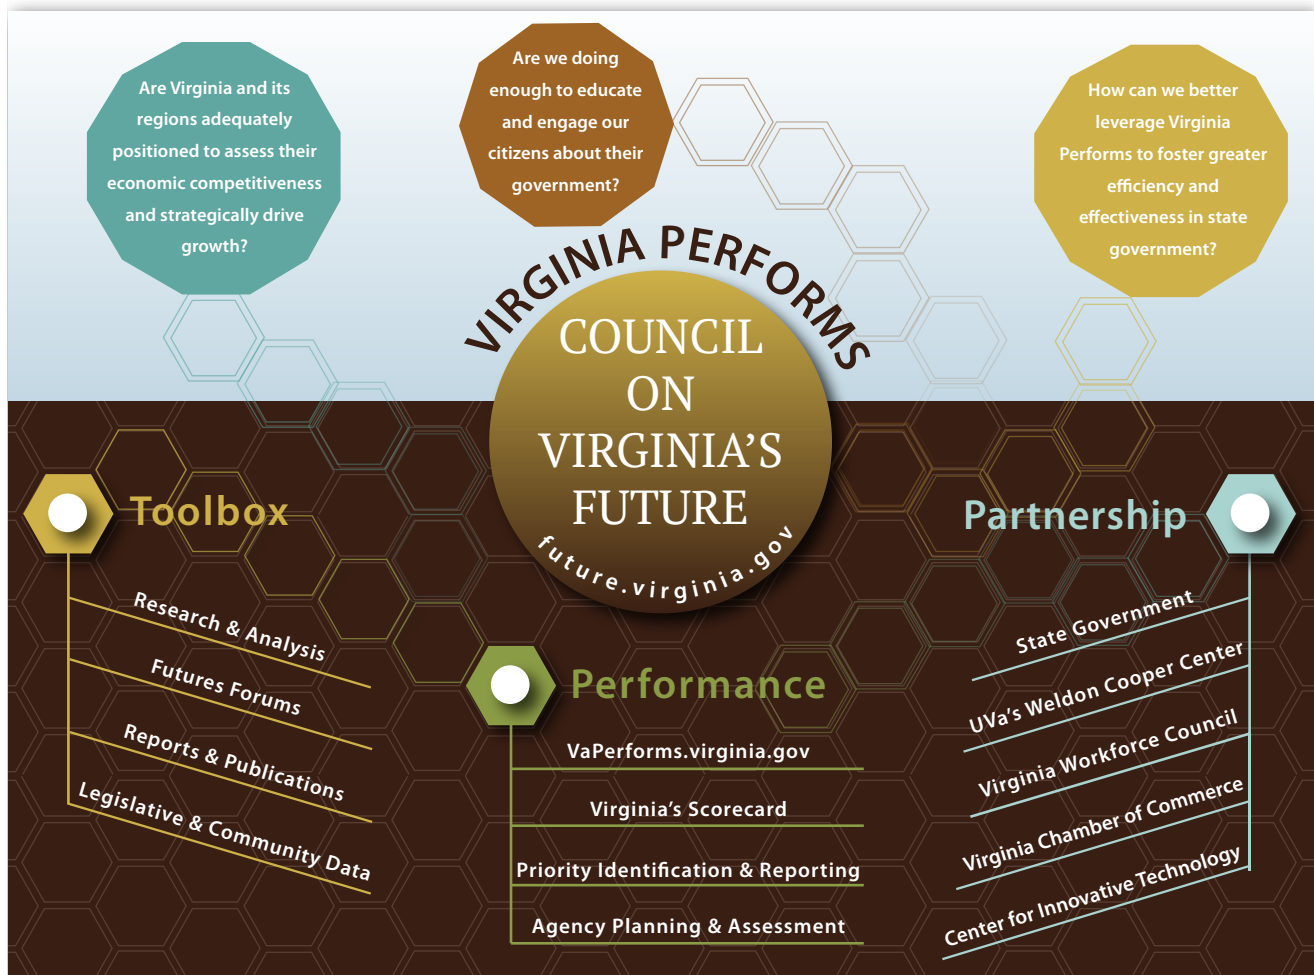 Are Virginia and its
regions adequately
positioned to assess their
economic competitiveness
and strategically drive
growth?
Are we doing
enough to educate
and engage our
citizens about their
government?
How can we better
leverage Virginia
Performs to foster greater
efficiency and
effectiveness in state
government?
VIRGINIA PERFORMS
COUNCIL
ON
VIRGINIA’S
FUTURE
future.virginia.gov
Toolbox
Research & Analysis
Futures Forums
Reports & Publications
Legislative & Community Data
Performance
VaPerforms.virginia.gov
Virginia’s Scorecard
Priority Identification & Reporting
Agency Planning & Assessment
Partnership
State Government
UVa’s Weldon Cooper Center
Virginia Workforce Council
Virginia Chamber of Commerce
Center for Innovative Technology